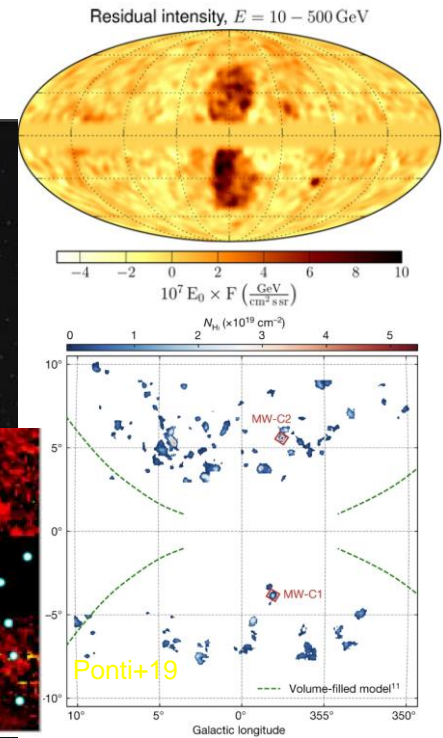 Residual intensity, E = 10 − 500 GeV
−4 −2 0 2 4 6 8 10
10⁷ E₀ × F (GeV / cm² s sr)
N_HI (×10¹⁹ cm⁻²)
0 1 2 3 4 5
10°
MW-C2
5°
0°
MW-C1
−5°
Ponti+19
Volume-filled model¹¹
-10°
10° 5° 0° 355° 350°
Galactic longitude